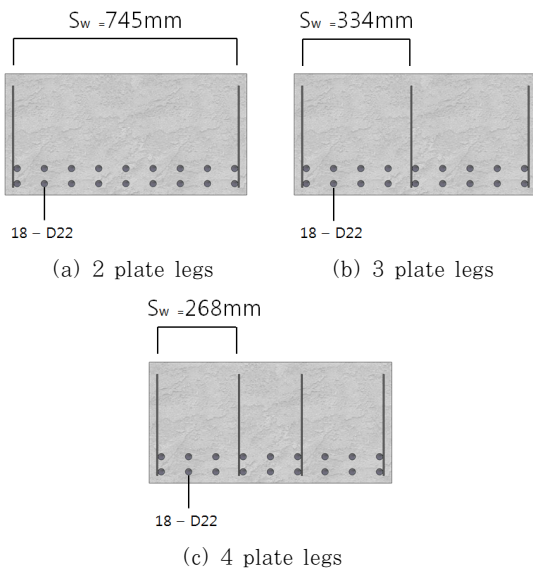 Sw =745mm
Sw =334mm
18 – D22
18 – D22
(a) 2 plate legs
(b) 3 plate legs
Sw =268mm
18 – D22
(c) 4 plate legs